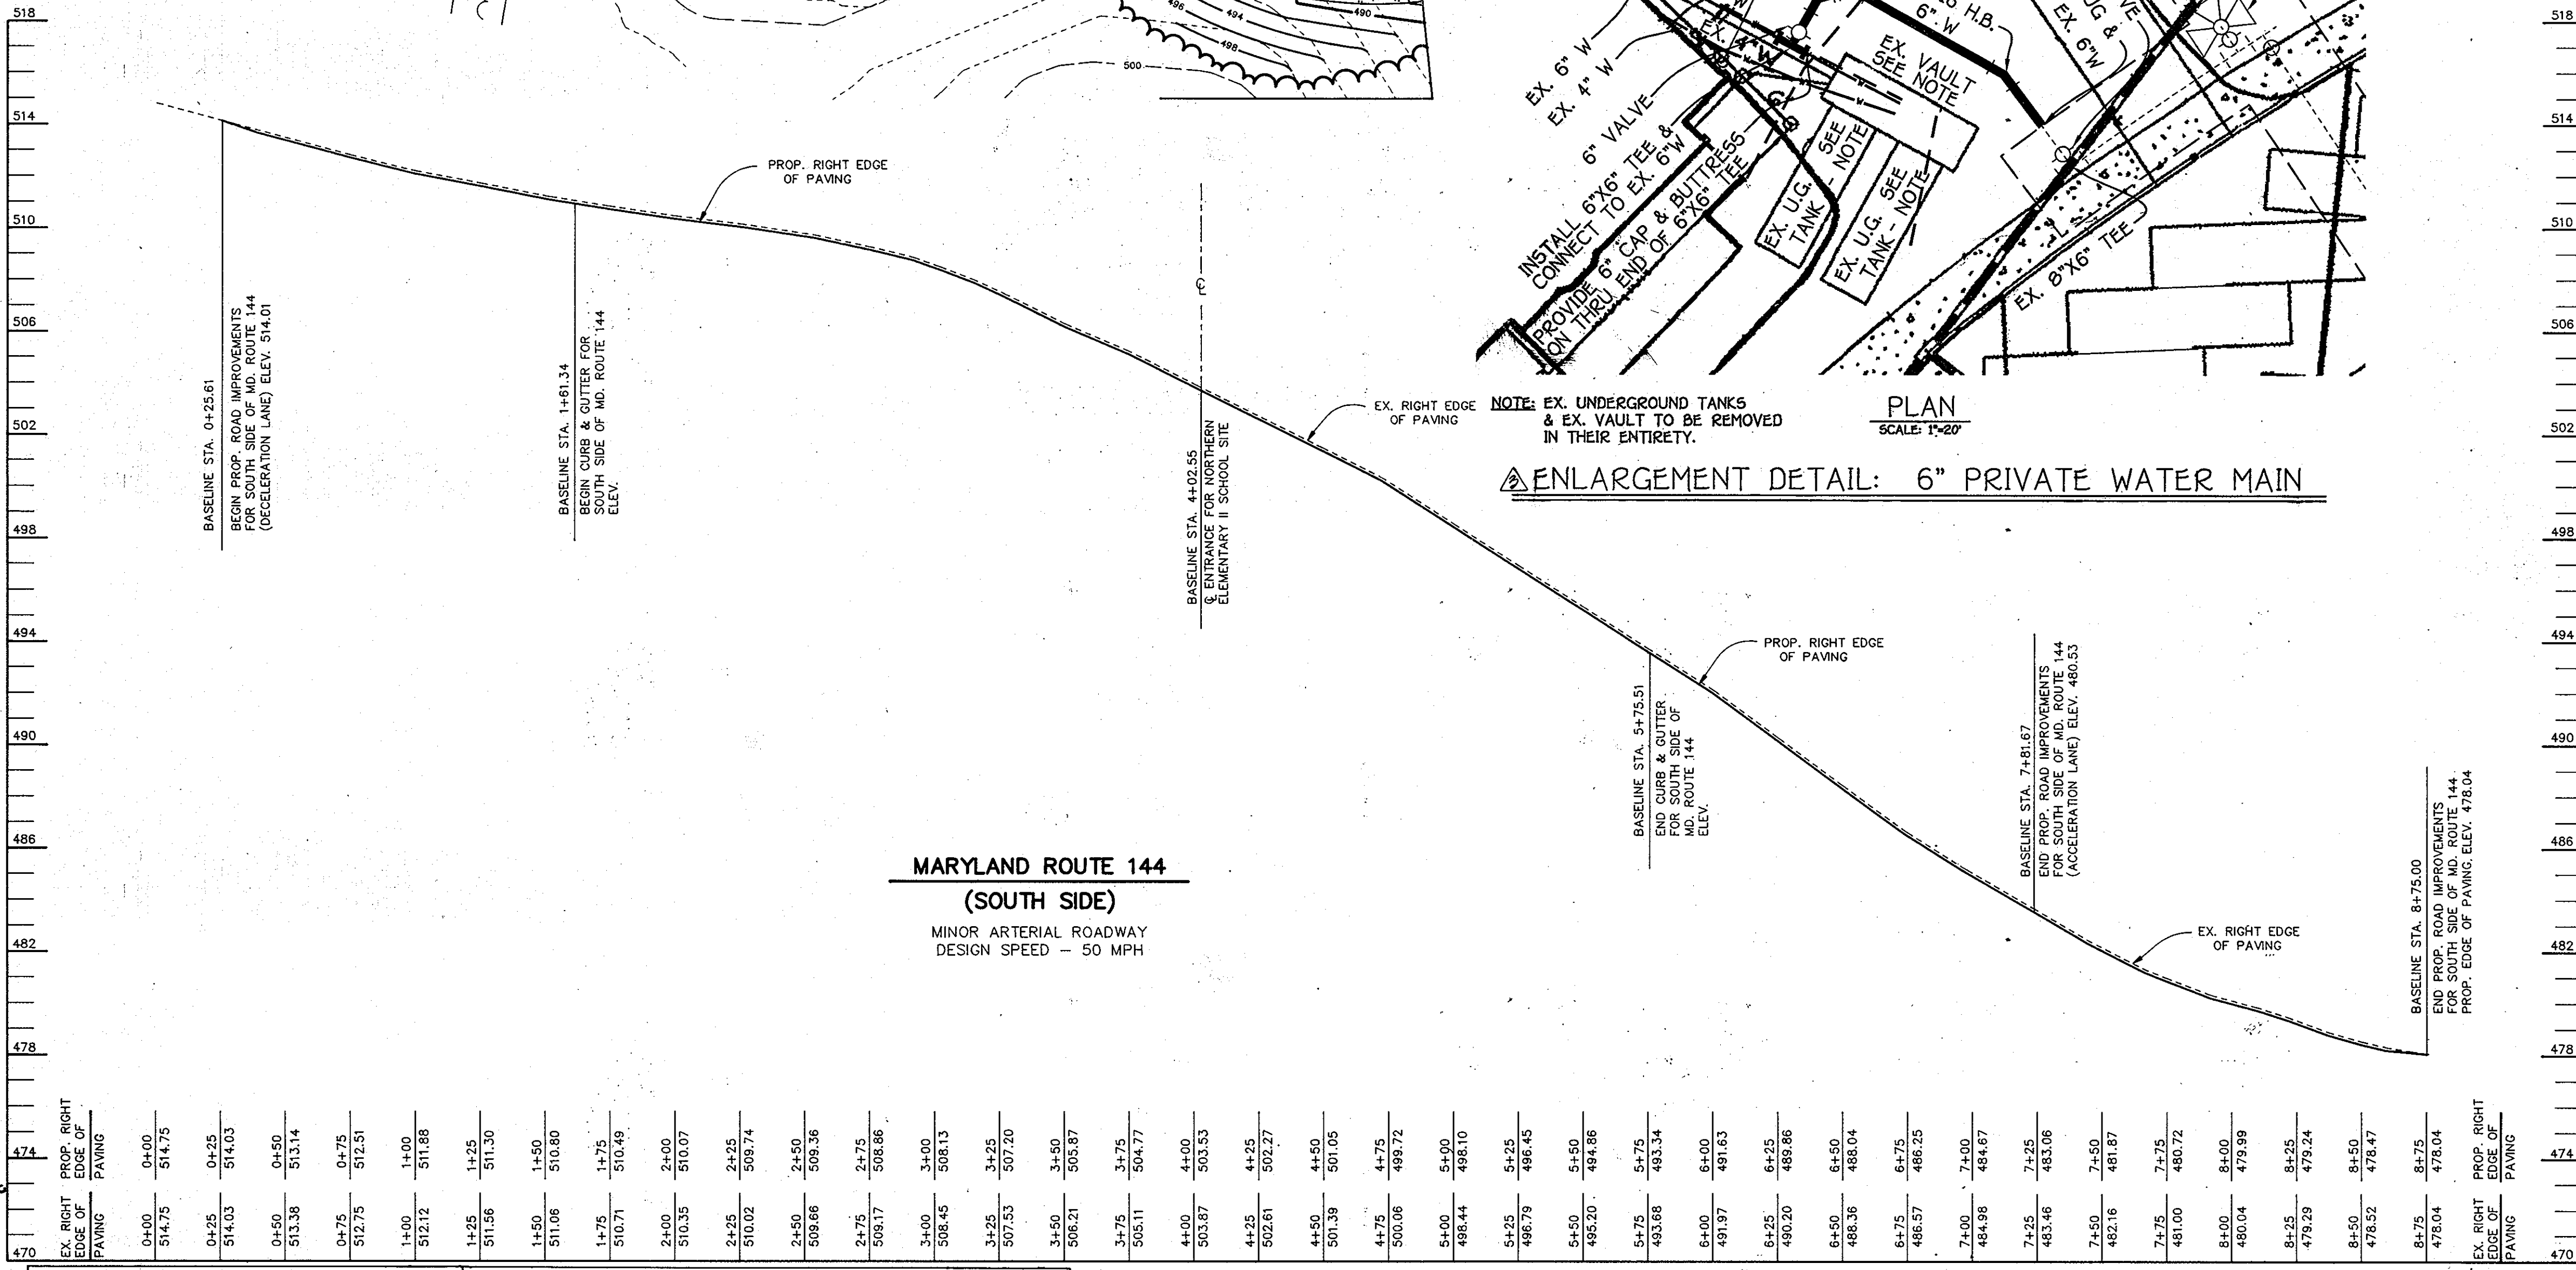 518
514
510
506
502
498
494
490
486
482
478
474
470
496
494
490
498
500
PROP. RIGHT EDGE
OF PAVING
BASELINE STA. 0+25.61
BEGIN PROP. ROAD IMPROVEMENTS
FOR SOUTH SIDE OF MD. ROUTE 144
(DECELERATION LANE) ELEV. 514.01
BASELINE STA. 1+61.34
BEGIN CURB & GUTTER FOR
SOUTH SIDE OF MD. ROUTE 144
ELEV.
BASELINE STA. 4+02.55
℄ ENTRANCE FOR NORTHERN
ELEMENTARY II SCHOOL SITE
℄
EX. RIGHT EDGE
OF PAVING
EX. 6" W
EX. 4" W
EX. 4" W
6" VALVE
INSTALL 6"X6" TEE &
CONNECT TO EX. 6"W
PROVIDE 6" CAP & BUTTRESS
ON THRU END OF 6"X6" TEE
EX. U.G. SEE
TANK - NOTE
EX. U.G. SEE
TANK - NOTE
EX. VAULT
SEE NOTE
H.B.
6" W
EX. 6"W
EX. 8"X6" TEE
NOTE: EX. UNDERGROUND TANKS
& EX. VAULT TO BE REMOVED
IN THEIR ENTIRETY.
PLAN
SCALE: 1"=20'
3 ENLARGEMENT DETAIL: 6" PRIVATE WATER MAIN
PROP. RIGHT EDGE
OF PAVING
BASELINE STA. 5+75.51
END CURB & GUTTER
FOR SOUTH SIDE OF
MD. ROUTE 144
ELEV.
BASELINE STA. 7+81.67
END PROP. ROAD IMPROVEMENTS
FOR SOUTH SIDE OF MD. ROUTE 144
(ACCELERATION LANE) ELEV. 480.53
EX. RIGHT EDGE
OF PAVING
BASELINE STA. 8+75.00
END PROP. ROAD IMPROVEMENTS
FOR SOUTH SIDE OF MD. ROUTE 144
PROP. EDGE OF PAVING ELEV. 478.04
MARYLAND ROUTE 144
(SOUTH SIDE)
MINOR ARTERIAL ROADWAY
DESIGN SPEED – 50 MPH
518
514
510
506
502
498
494
490
486
482
478
474
470
PROP. RIGHT
EDGE OF
PAVING
0+00 514.75
0+25 514.03
0+50 513.14
0+75 512.51
1+00 511.88
1+25 511.30
1+50 510.80
1+75 510.49
2+00 510.07
2+25 509.74
2+50 509.36
2+75 508.86
3+00 508.13
3+25 507.20
3+50 505.87
3+75 504.77
4+00 503.53
4+25 502.27
4+50 501.05
4+75 499.72
5+00 498.10
5+25 496.45
5+50 494.86
5+75 493.34
6+00 491.63
6+25 489.86
6+50 488.04
6+75 486.25
7+00 484.67
7+25 483.06
7+50 481.87
7+75 480.72
8+00 479.99
8+25 479.24
8+50 478.47
8+75 478.04
PROP. RIGHT
EDGE OF
PAVING
EX. RIGHT
EDGE OF
PAVING
0+00 514.75
0+25 514.03
0+50 513.38
0+75 512.75
1+00 512.12
1+25 511.56
1+50 511.06
1+75 510.71
2+00 510.35
2+25 510.02
2+50 509.66
2+75 509.17
3+00 508.45
3+25 507.53
3+50 506.21
3+75 505.11
4+00 503.87
4+25 502.61
4+50 501.39
4+75 500.06
5+00 498.44
5+25 496.79
5+50 495.20
5+75 493.68
6+00 491.97
6+25 490.20
6+50 488.36
6+75 486.57
7+00 484.98
7+25 483.46
7+50 482.16
7+75 481.00
8+00 480.04
8+25 479.29
8+50 478.52
8+75 478.04
EX. RIGHT
EDGE OF
PAVING